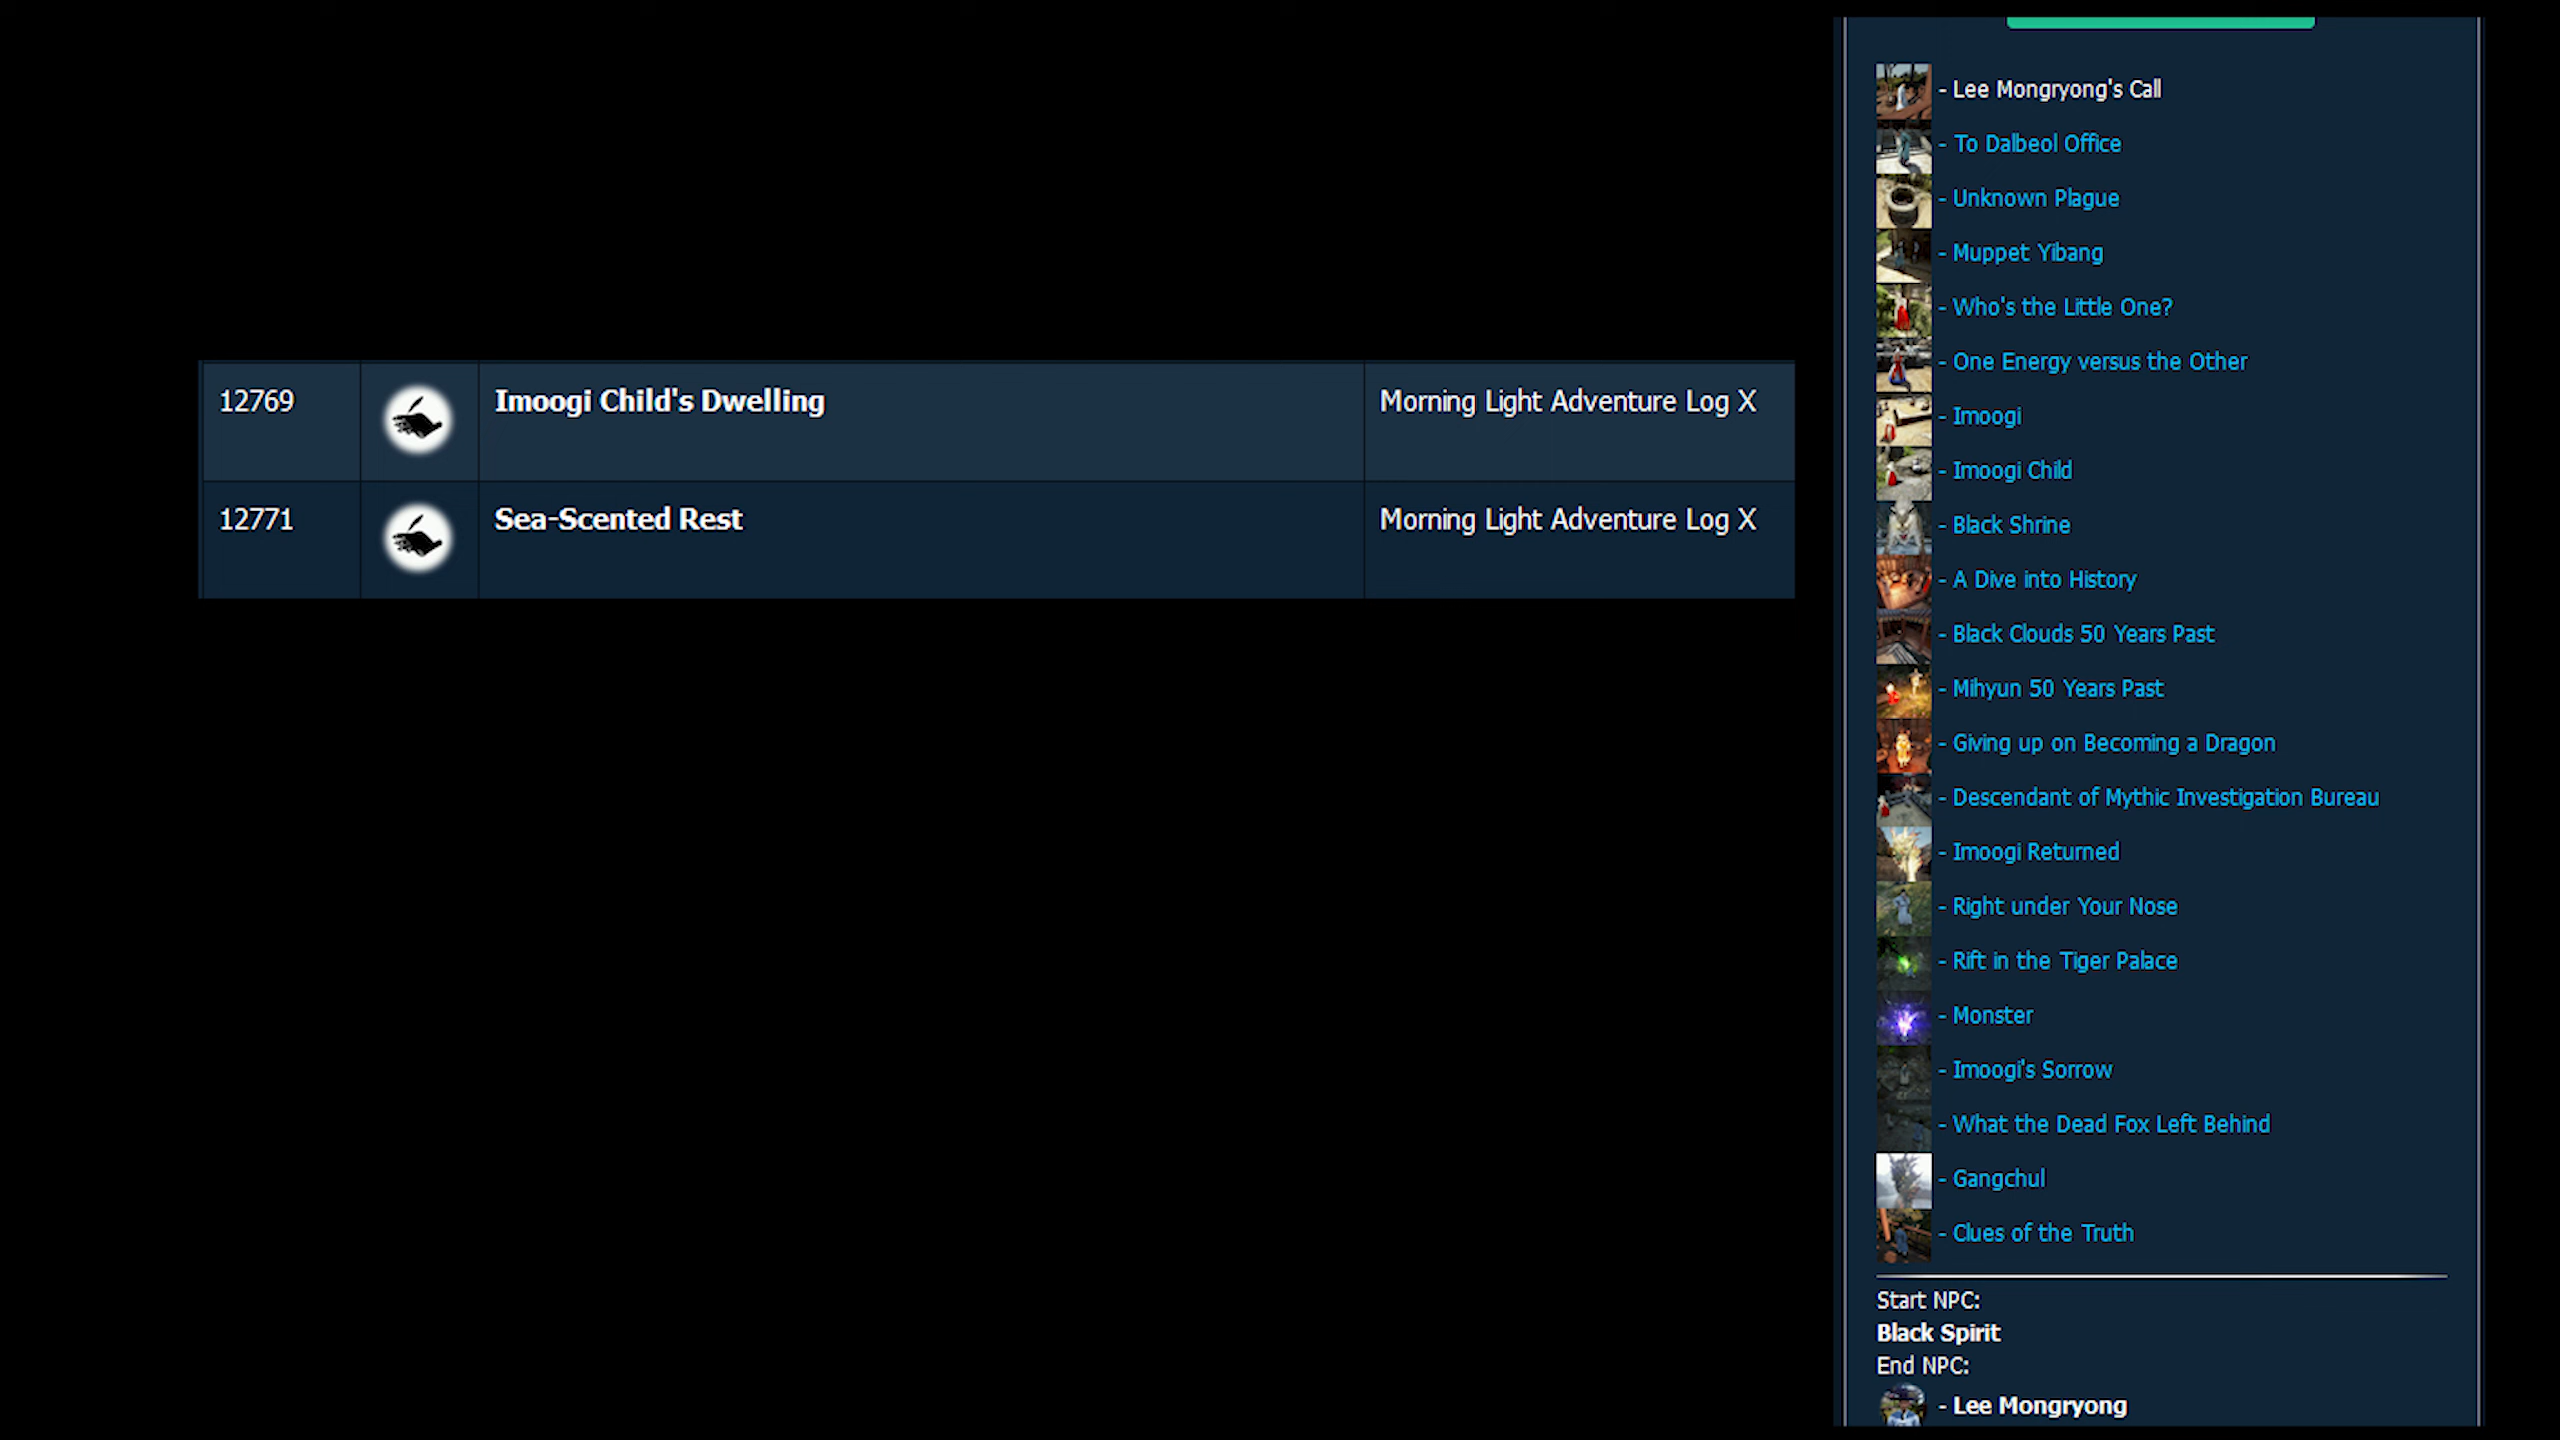 12769 Imoogi Child's Dwelling Morning Light Adventure Log X
12771 Sea-Scented Rest Morning Light Adventure Log X
- Lee Mongryong's Call
- To Dalbeol Office
- Unknown Plague
- Muppet Yibang
- Who's the Little One?
- One Energy versus the Other
- Imoogi
- Imoogi Child
- Black Shrine
- A Dive into History
- Black Clouds 50 Years Past
- Mihyun 50 Years Past
- Giving up on Becoming a Dragon
- Descendant of Mythic Investigation Bureau
- Imoogi Returned
- Right under Your Nose
- Rift in the Tiger Palace
- Monster
- Imoogi's Sorrow
- What the Dead Fox Left Behind
- Gangchul
- Clues of the Truth
Start NPC:
Black Spirit
End NPC:
- Lee Mongryong